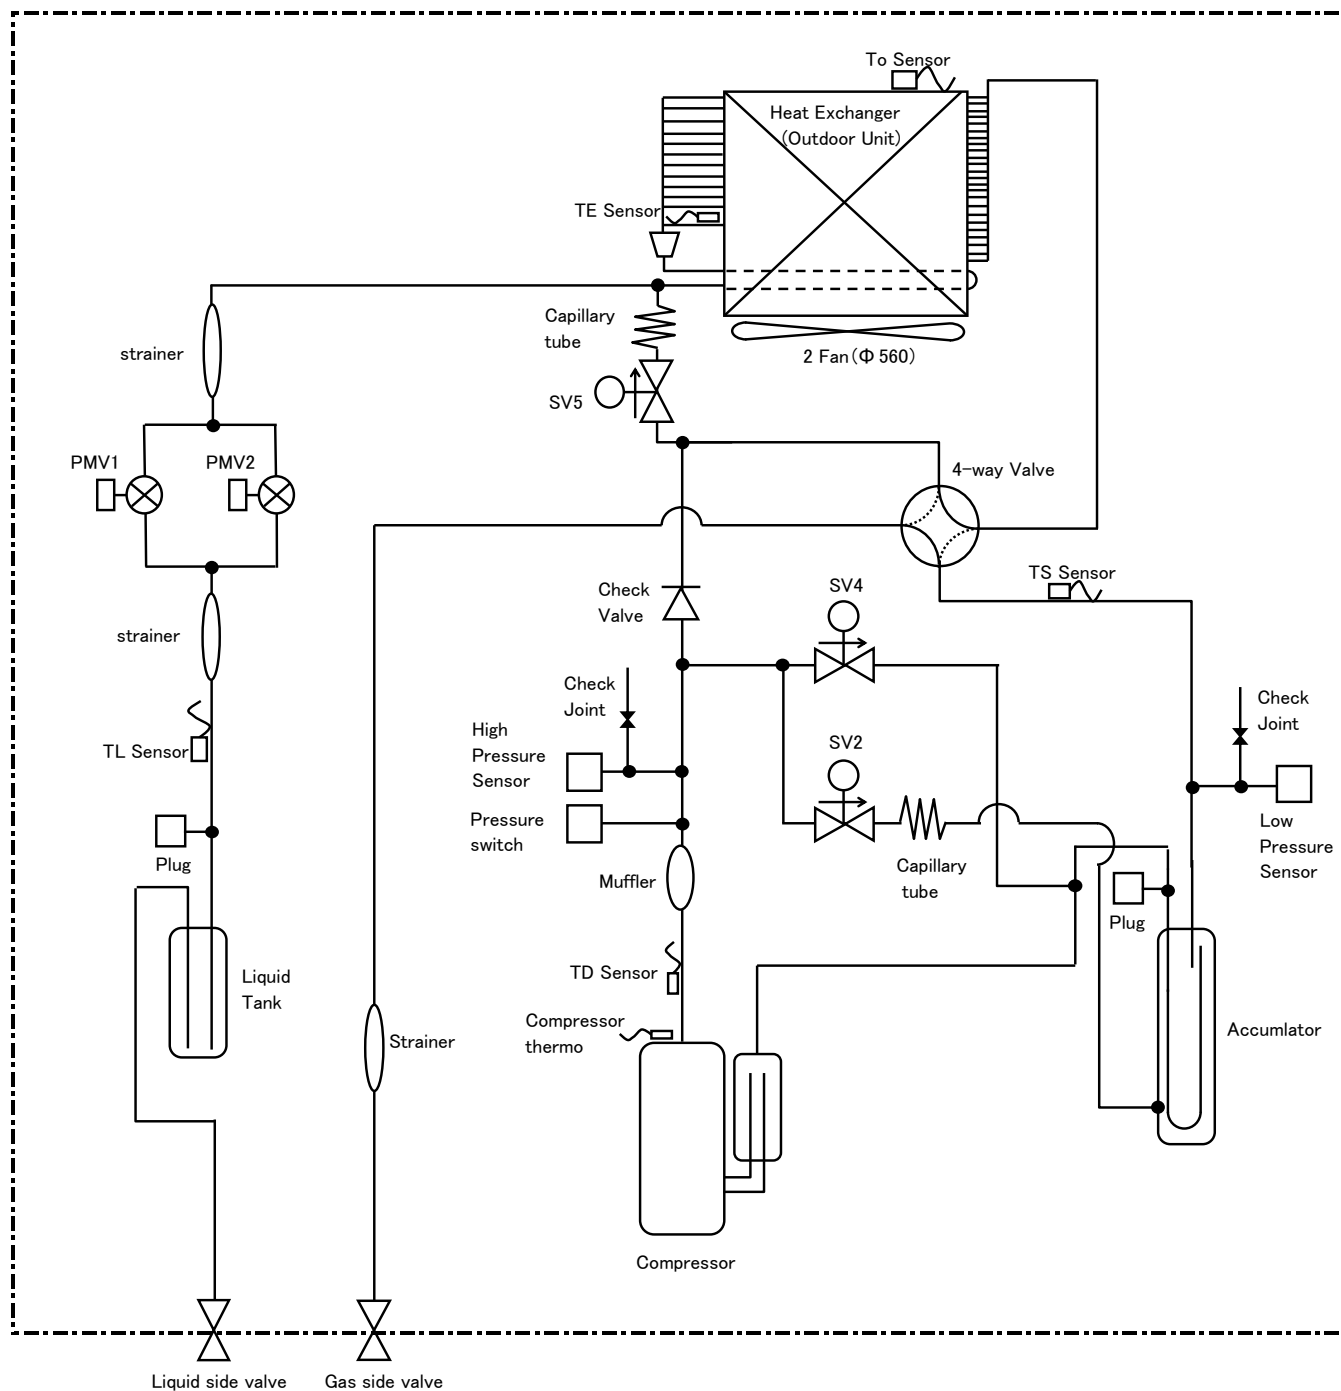 To Sensor
Heat Exchanger
(Outdoor Unit)
TE Sensor
Capillary
tube
2 Fan(Φ 560)
strainer
SV5
PMV1
PMV2
4-way Valve
TS Sensor
Check
Valve
SV4
strainer
Check
Joint
Check
Joint
High
Pressure
Sensor
TL Sensor
SV2
Pressure
switch
Low
Pressure
Sensor
Plug
Muffler
Capillary
tube
Plug
TD Sensor
Liquid
Tank
Compressor
thermo
Strainer
Accumlator
Compressor
Liquid side valve
Gas side valve